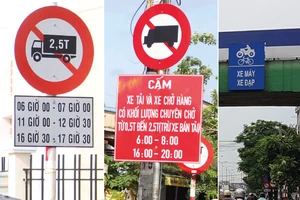 2,5T
06 GIỜ 00 - 07 GIỜ 00
11 GIỜ 00 - 12 GIỜ 30
16 GIỜ 30 - 17 GIỜ 30
CẤM
XE TẢI VÀ XE CHỞ HÀNG
CÓ KHỐI LƯỢNG CHUYÊN CHỞ
TỪ 0.5T ĐẾN 2.5T(TRỪ XE BÁN TẢI)
6:00 - 8:00
16:00 - 20:00
XE MÁY
XE ĐẠP